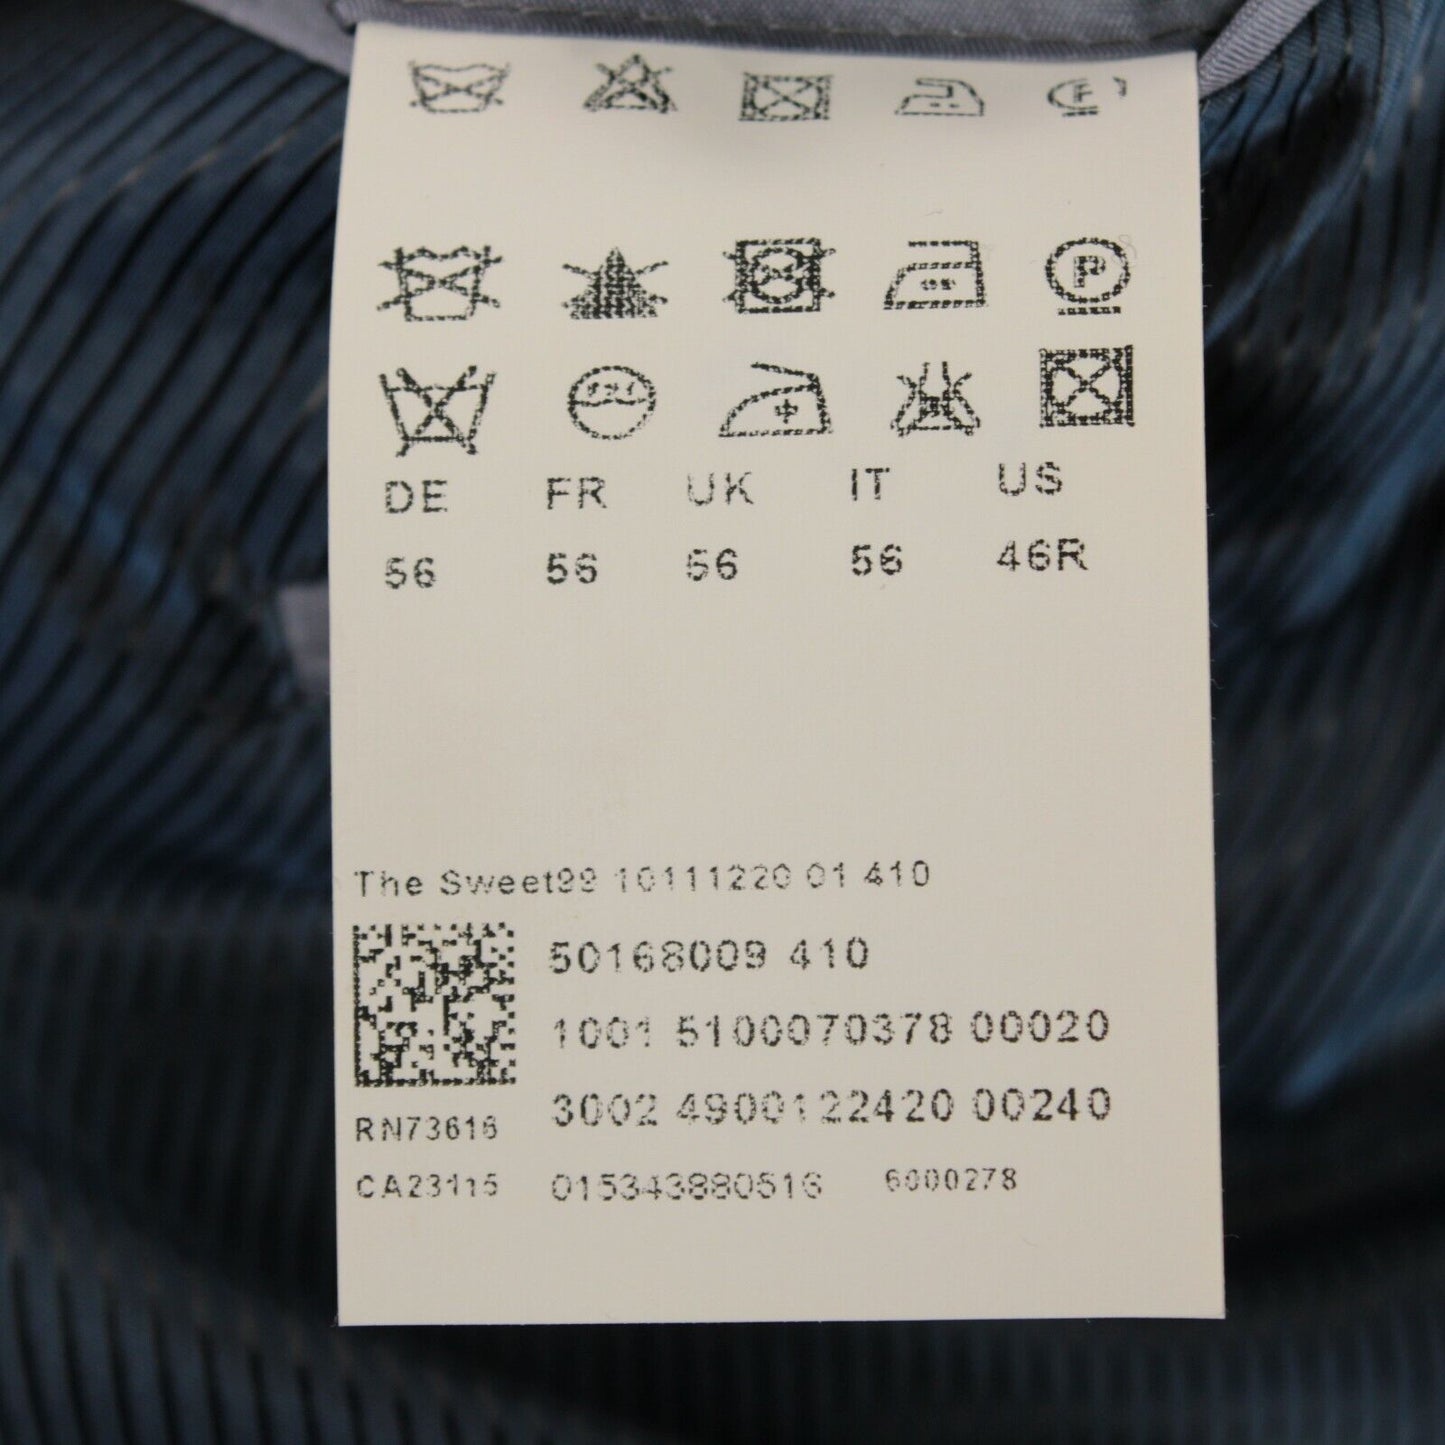 DE FR UK IT US
56 56 56 56 46R
The Sweet99 10111220 01 410
50168009 410
1001 5100070378 00020
3002 4900122420 00240
RN73616
CA23115 015343880516 6000278